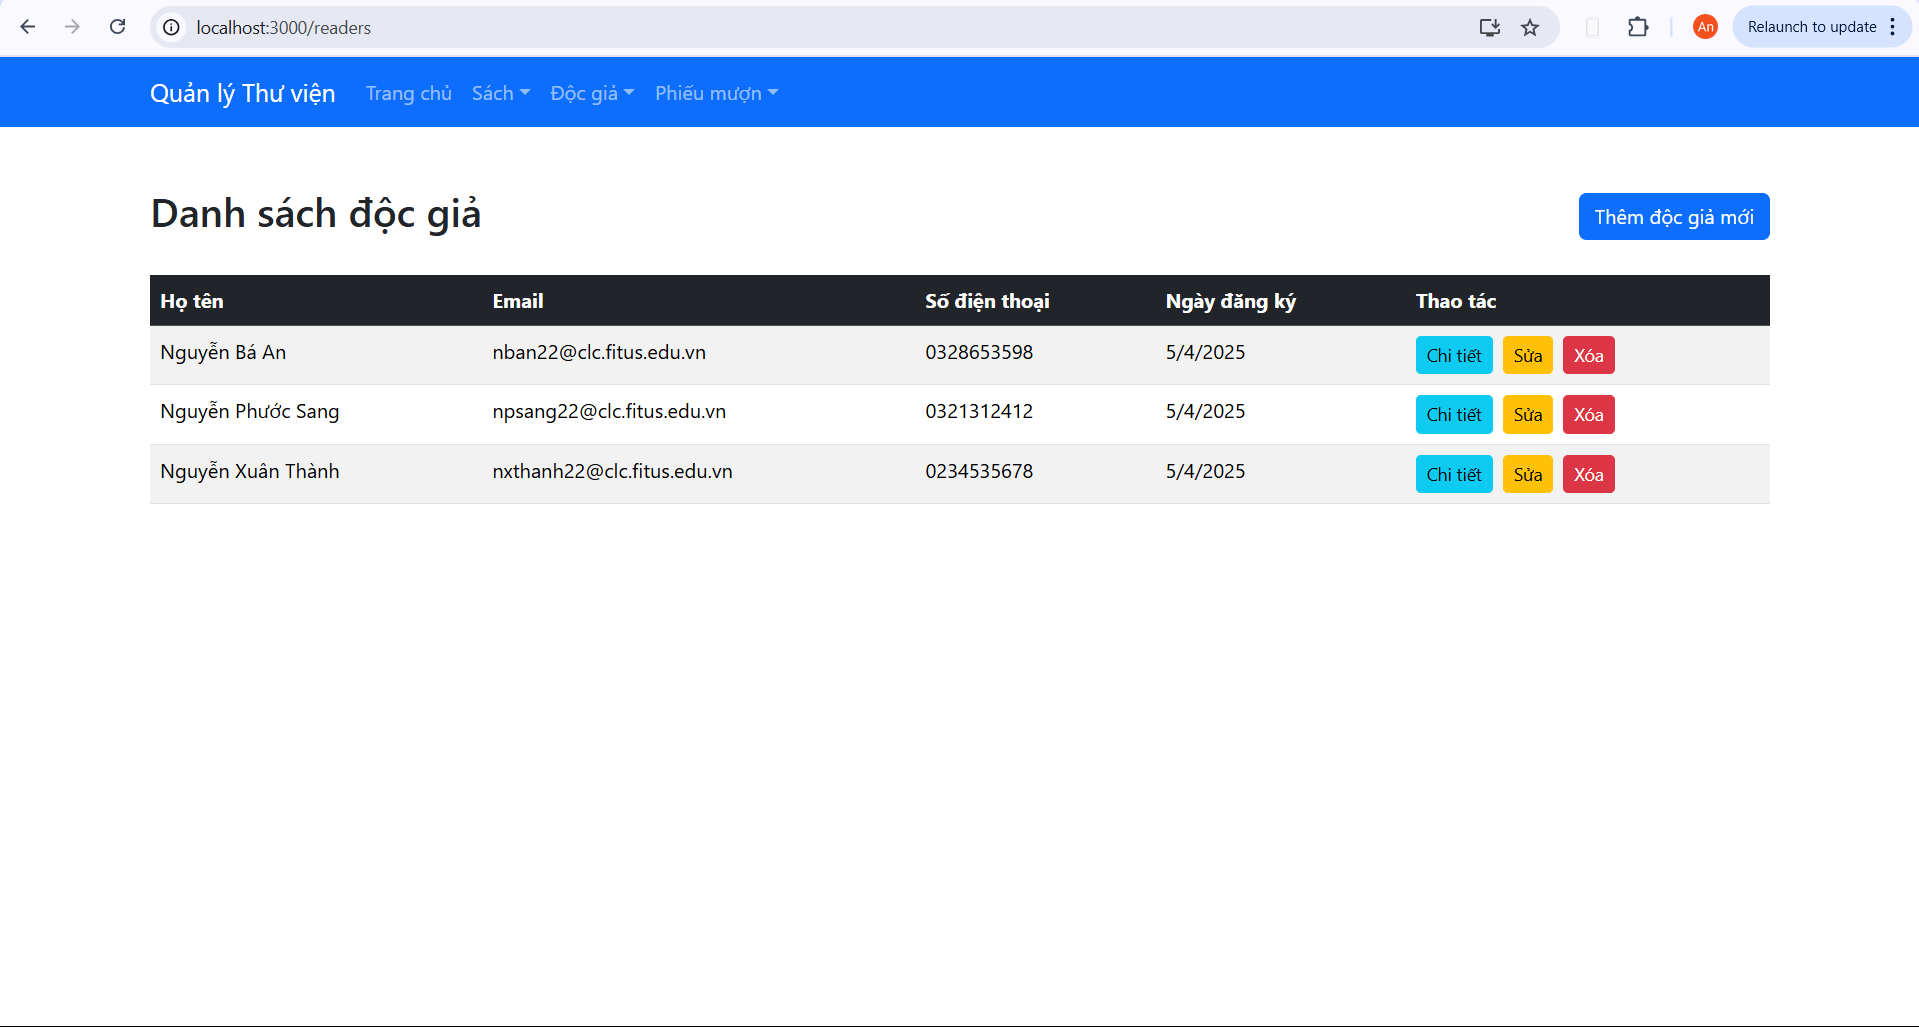 localhost:3000/readers
An
Relaunch to update
Quản lý Thư viện Trang chủ Sách Độc giả Phiếu mượn
Danh sách độc giả
Thêm độc giả mới
Họ tên Email Số điện thoại Ngày đăng ký Thao tác
Nguyễn Bá An nban22@clc.fitus.edu.vn 0328653598 5/4/2025 Chi tiết Sửa Xóa
Nguyễn Phước Sang npsang22@clc.fitus.edu.vn 0321312412 5/4/2025 Chi tiết Sửa Xóa
Nguyễn Xuân Thành nxthanh22@clc.fitus.edu.vn 0234535678 5/4/2025 Chi tiết Sửa Xóa